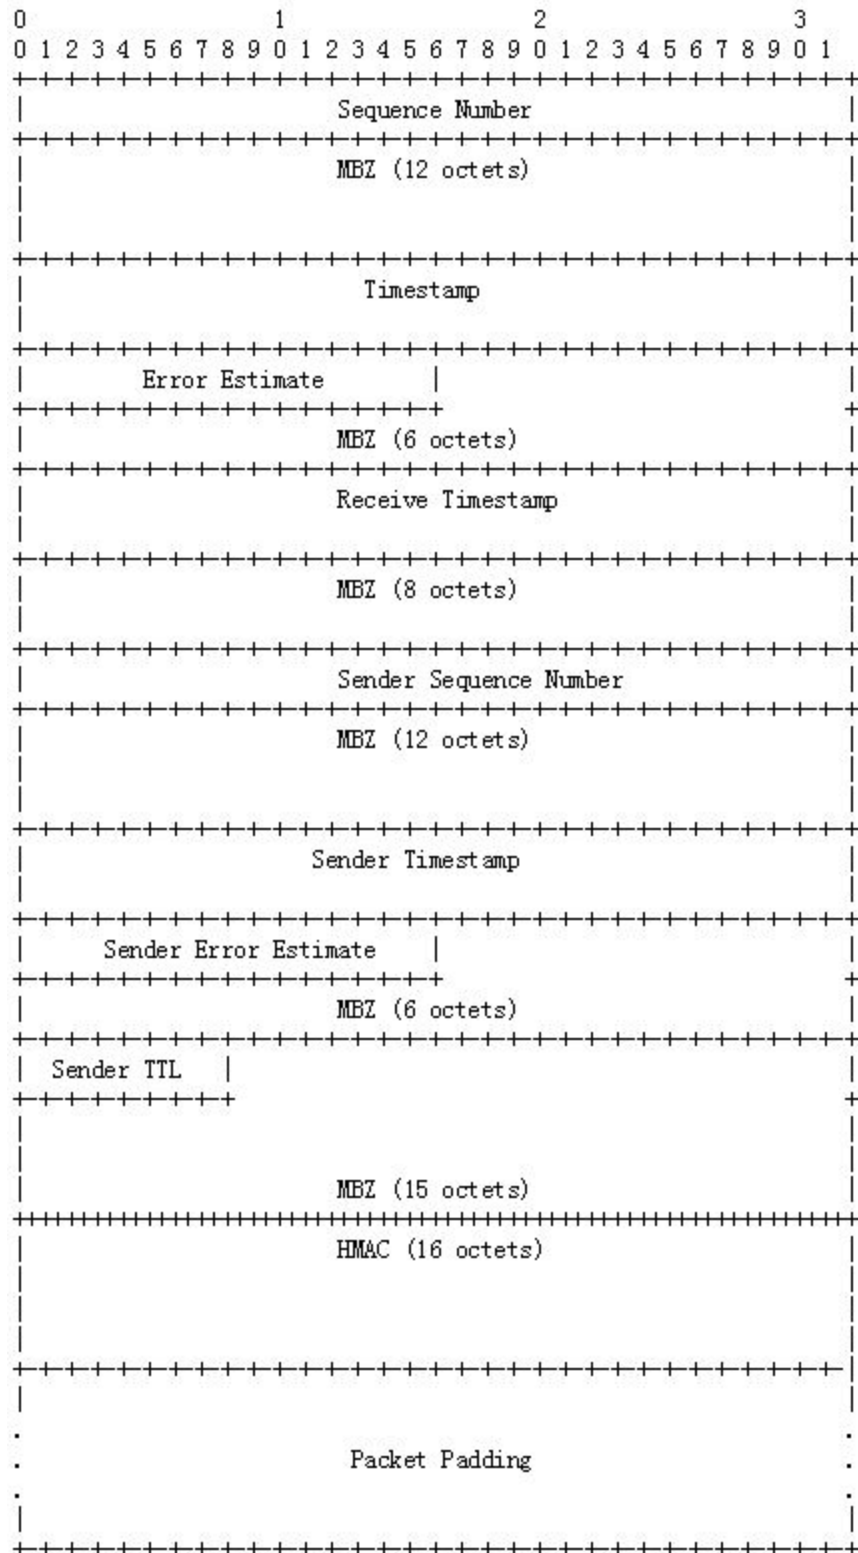 0 1 2 3
0 1 2 3 4 5 6 7 8 9 0 1 2 3 4 5 6 7 8 9 0 1 2 3 4 5 6 7 8 9 0 1
Sequence Number
MBZ (12 octets)
Timestamp
Error Estimate
MBZ (6 octets)
Receive Timestamp
MBZ (8 octets)
Sender Sequence Number
MBZ (12 octets)
Sender Timestamp
Sender Error Estimate
MBZ (6 octets)
Sender TTL
MBZ (15 octets)
HMAC (16 octets)
Packet Padding